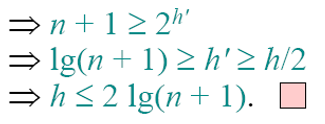 ⇒ n + 1 ≥ 2^{h'}
⇒ lg(n + 1) ≥ h' ≥ h/2
⇒ h ≤ 2 lg(n + 1).